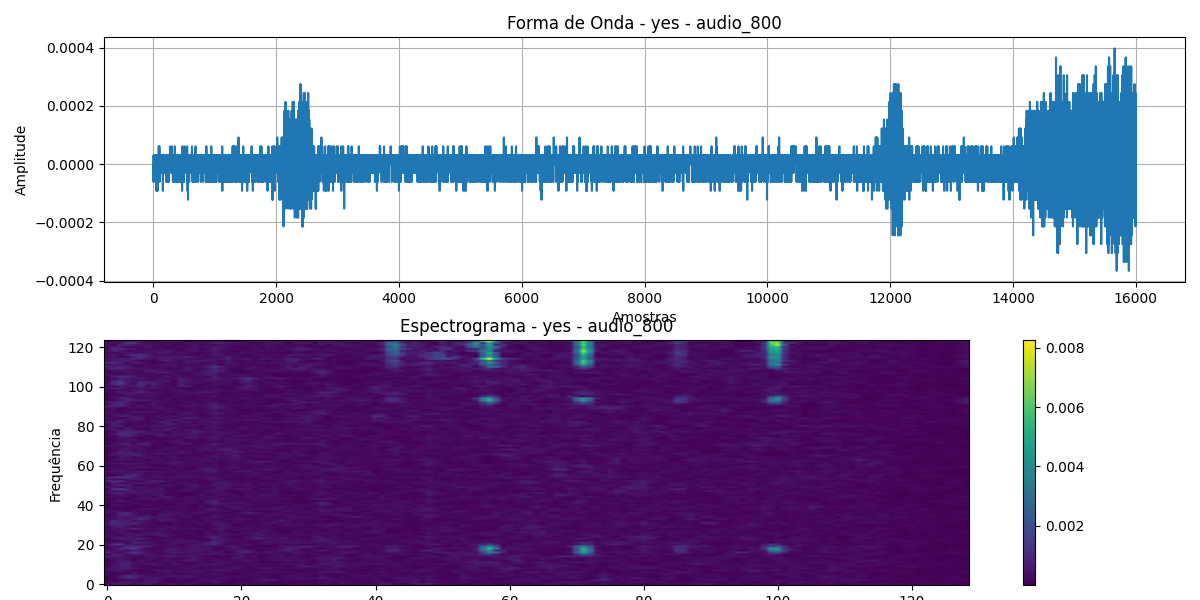 Forma de Onda - yes - audio_800
0.0004
0.0002
0.0000
−0.0002
−0.0004
Amplitude
0 2000 4000 6000 8000 10000 12000 14000 16000
Amostras
Espectrograma - yes - audio_800
120
100
80
60
40
20
0
Frequência
0 20 40 60 80 100 120
0.008
0.006
0.004
0.002